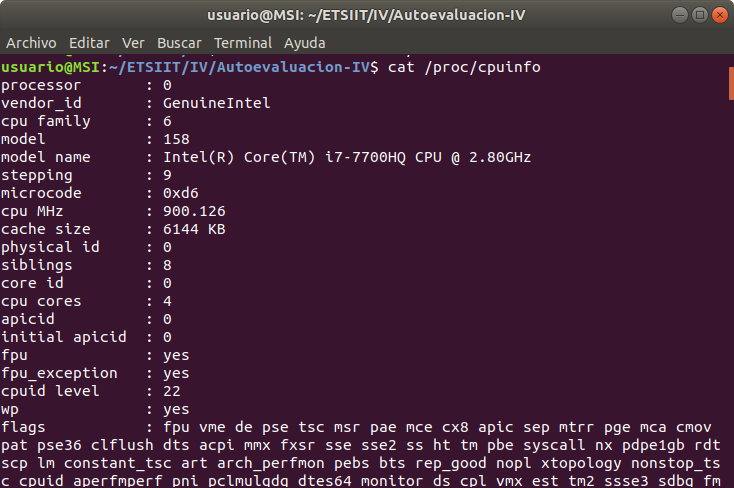 usuario@MSI: ~/ETSIIT/IV/Autoevaluacion-IV
Archivo Editar Ver Buscar Terminal Ayuda
usuario@MSI:~/ETSIIT/IV/Autoevaluacion-IV$ cat /proc/cpuinfo
processor : 0
vendor_id : GenuineIntel
cpu family : 6
model : 158
model name : Intel(R) Core(TM) i7-7700HQ CPU @ 2.80GHz
stepping : 9
microcode : 0xd6
cpu MHz : 900.126
cache size : 6144 KB
physical id : 0
siblings : 8
core id : 0
cpu cores : 4
apicid : 0
initial apicid : 0
fpu : yes
fpu_exception : yes
cpuid level : 22
wp : yes
flags : fpu vme de pse tsc msr pae mce cx8 apic sep mtrr pge mca cmov
pat pse36 clflush dts acpi mmx fxsr sse sse2 ss ht tm pbe syscall nx pdpe1gb rdt
scp lm constant_tsc art arch_perfmon pebs bts rep_good nopl xtopology nonstop_ts
c cpuid aperfmperf pni pclmulqdq dtes64 monitor ds_cpl vmx est tm2 ssse3 sdbg fm